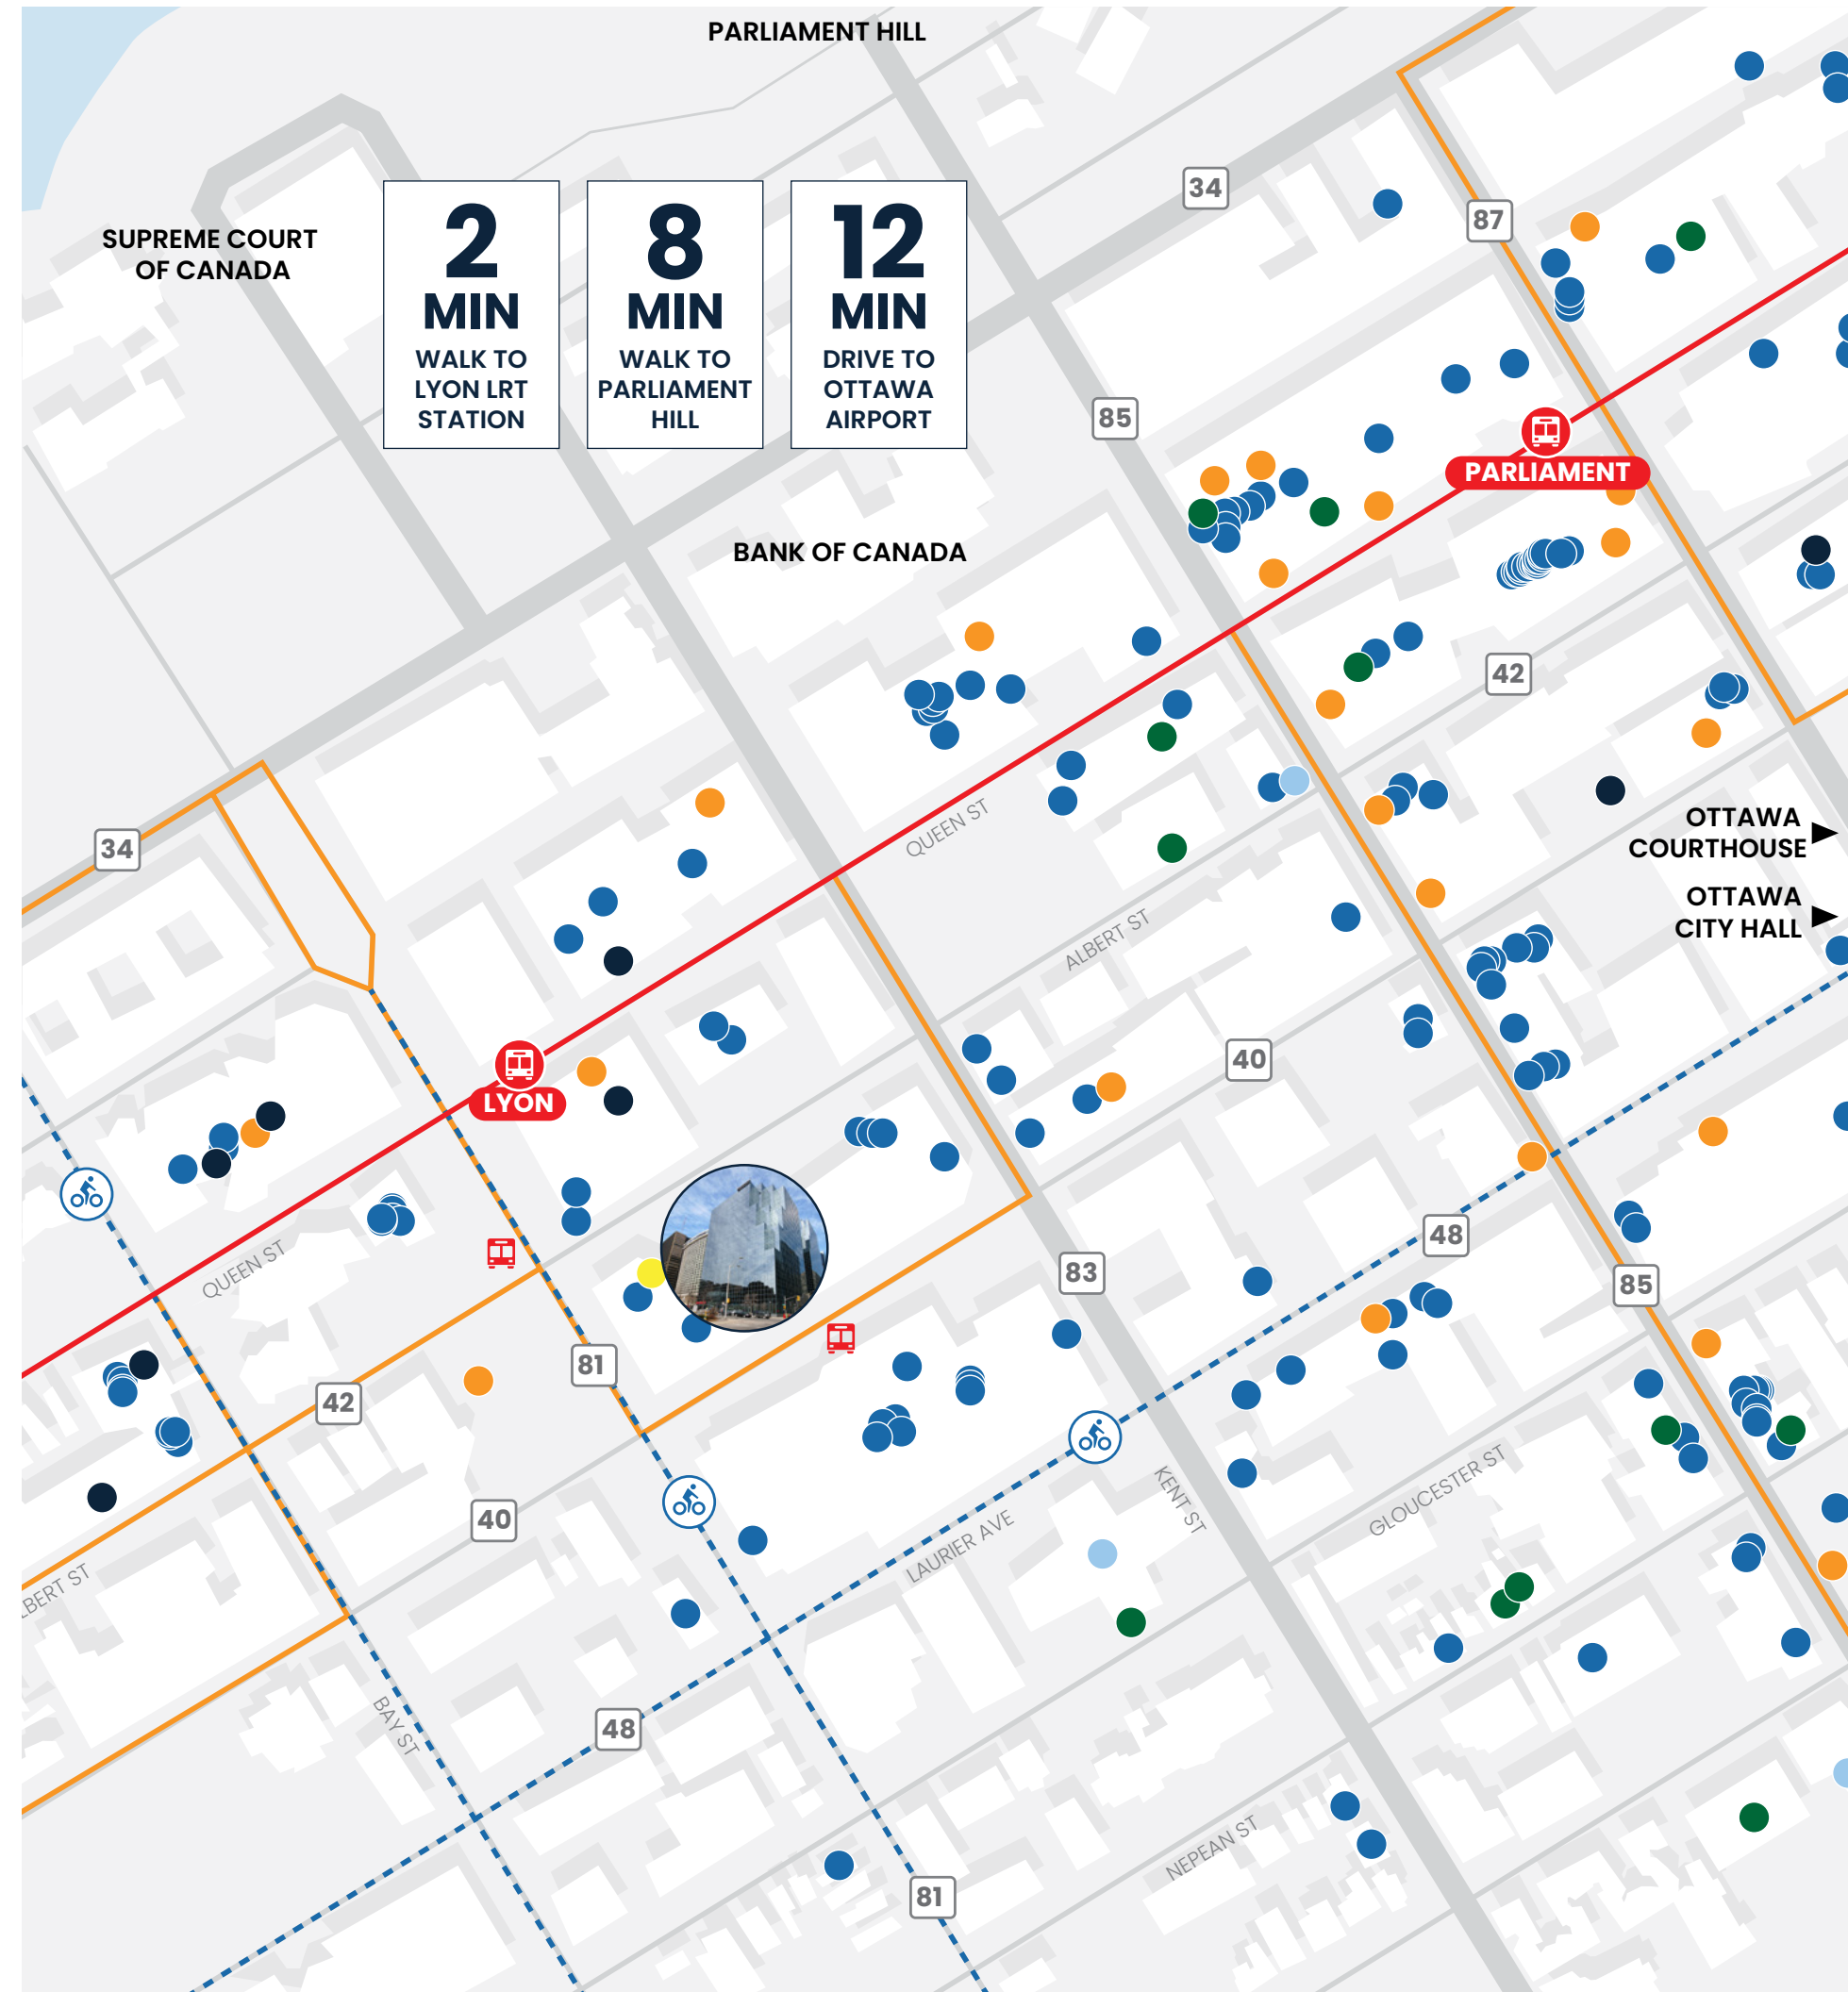 PARLIAMENT HILL
SUPREME COURT
OF CANADA
2
MIN
WALK TO
LYON LRT
STATION
8
MIN
WALK TO
PARLIAMENT
HILL
12
MIN
DRIVE TO
OTTAWA
AIRPORT
34
87
85
PARLIAMENT
BANK OF CANADA
42
QUEEN ST
OTTAWA
COURTHOUSE
34
OTTAWA
CITY HALL
ALBERT ST
40
LYON
QUEEN ST
48
83
85
81
42
40
KENT ST
GLOUCESTER ST
LAURIER AVE
LBERT ST
BAY ST
48
NEPEAN ST
81